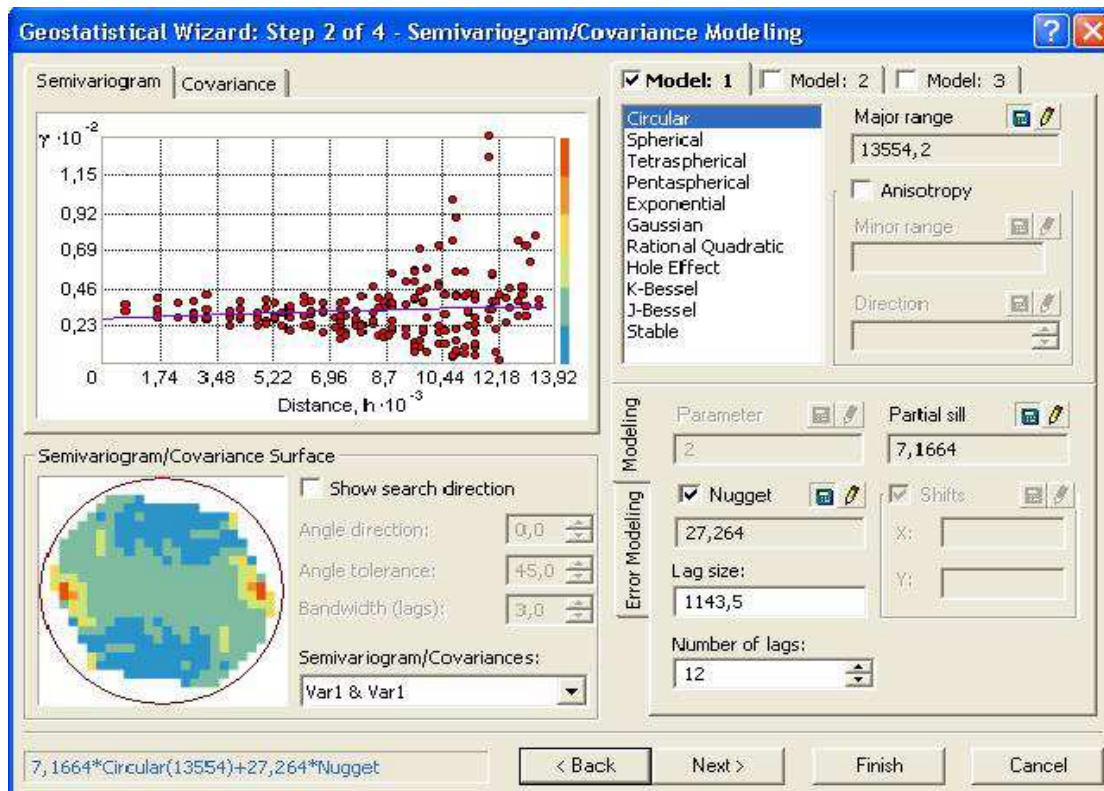 Geostatistical Wizard: Step 2 of 4 - Semivariogram/Covariance Modeling
Semivariogram
Covariance
γ ·10⁻²
1,15
0,92
0,69
0,46
0,23
0 1,74 3,48 5,22 6,96 8,7 10,44 12,18 13,92
Distance, h ·10⁻³
Semivariogram/Covariance Surface
Show search direction
Angle direction: 0,0
Angle tolerance: 45,0
Bandwidth (lags): 3,0
Semivariogram/Covariances:
Var1 & Var1
Model: 1 Model: 2 Model: 3
Circular
Spherical
Tetraspherical
Pentaspherical
Exponential
Gaussian
Rational Quadratic
Hole Effect
K-Bessel
J-Bessel
Stable
Major range
13554,2
Anisotropy
Minor range
Direction
Modeling
Error Modeling
Parameter
2
Partial sill
7,1664
Nugget
27,264
Shifts
X:
Y:
Lag size:
1143,5
Number of lags:
12
7,1664*Circular(13554)+27,264*Nugget
< Back
Next >
Finish
Cancel